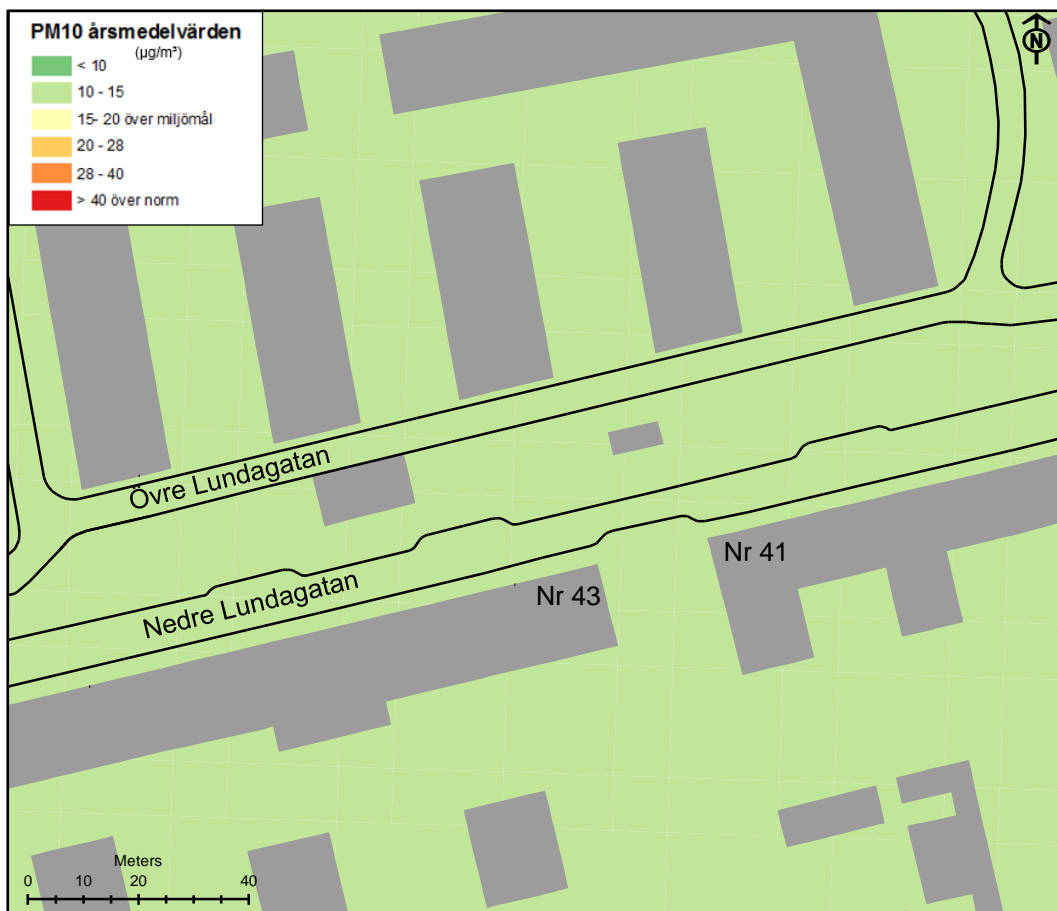 PM10 årsmedelvärden
(µg/m³)
< 10
10 - 15
15- 20 över miljömål
20 - 28
28 - 40
> 40 över norm
N
Övre Lundagatan
Nr 41
Nedre Lundagatan
Nr 43
Meters
0 10 20 40